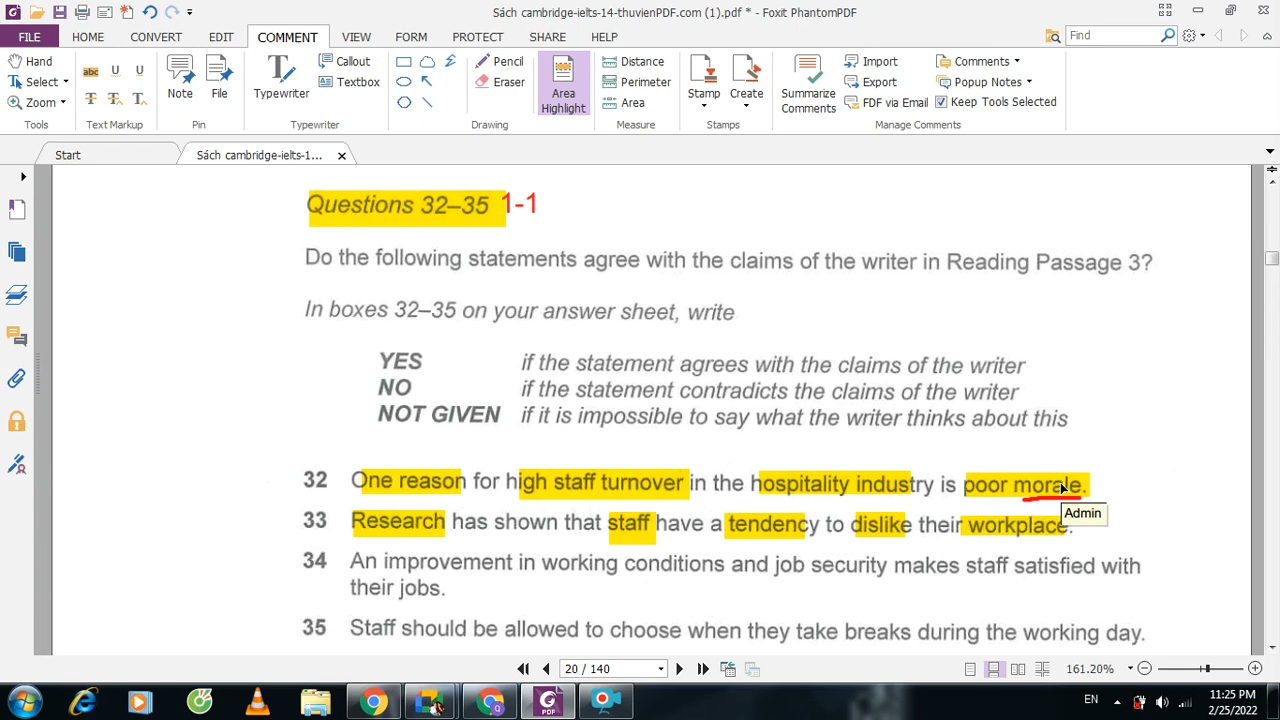 Sách cambridge-ielts-14-thuvienPDF.com (1).pdf * - Foxit PhantomPDF
FILE HOME CONVERT EDIT COMMENT VIEW FORM PROTECT SHARE HELP
Find
Hand
Select
Zoom
Tools
abc U U
T T T
Text Markup
Note File
Pin
Typewriter
Callout
Textbox
Typewriter
Pencil
Eraser
Area Highlight
Drawing
Distance
Perimeter
Area
Measure
Stamp Create
Stamps
Summarize Comments
Import
Export
FDF via Email
Comments
Popup Notes
Keep Tools Selected
Manage Comments
Start Sách cambridge-ielts-1... x
Questions 32–35 1-1
Do the following statements agree with the claims of the writer in Reading Passage 3?
In boxes 32–35 on your answer sheet, write
YES if the statement agrees with the claims of the writer
NO if the statement contradicts the claims of the writer
NOT GIVEN if it is impossible to say what the writer thinks about this
32 One reason for high staff turnover in the hospitality industry is poor morale.
Admin
33 Research has shown that staff have a tendency to dislike their workplace.
34 An improvement in working conditions and job security makes staff satisfied with
their jobs.
35 Staff should be allowed to choose when they take breaks during the working day.
20 / 140
161.20%
PDF
EN
11:25 PM
2/25/2022